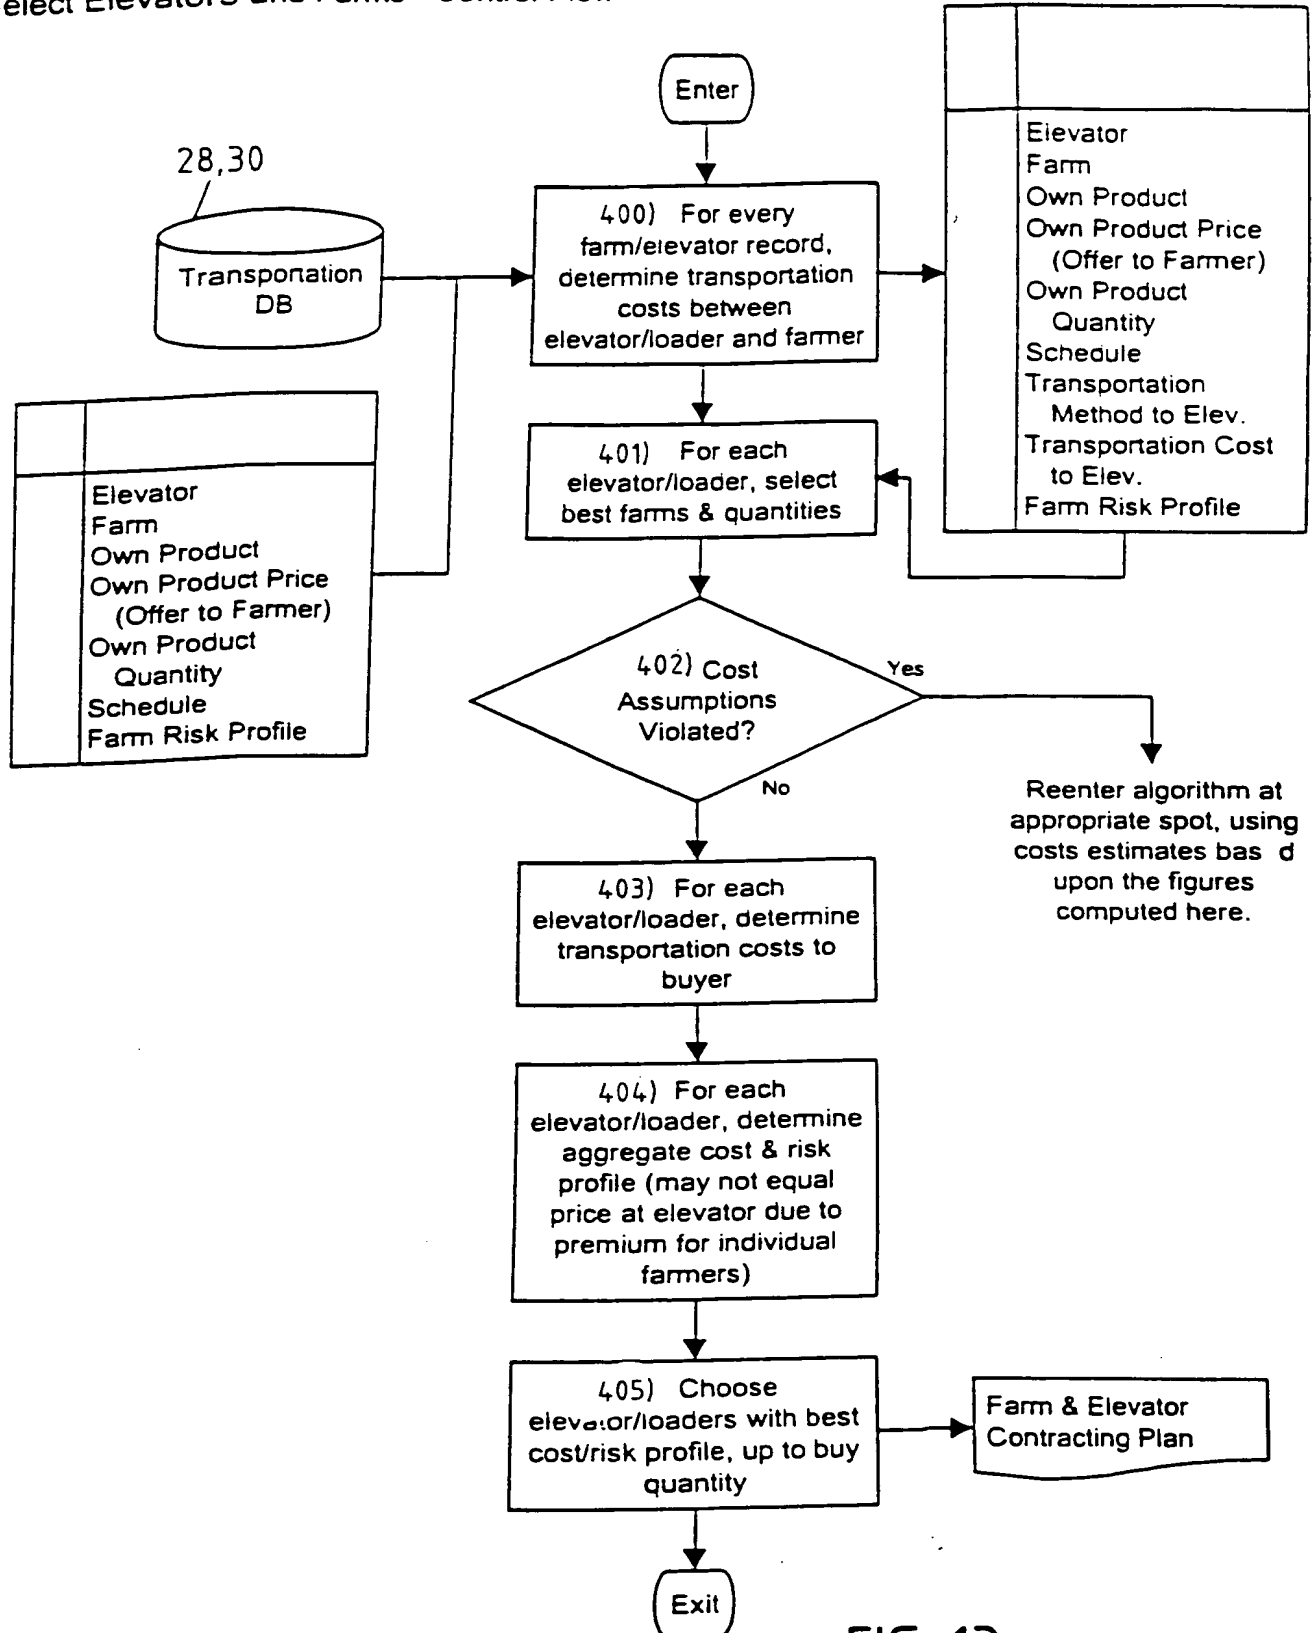 Elevators and Farms
Enter
28,30
Transportation
DB
400) For every
farm/elevator record,
determine transportation
costs between
elevator/loader and farmer
Elevator
Farm
Own Product
Own Product Price
(Offer to Farmer)
Own Product
Quantity
Schedule
Transportation
Method to Elev.
Transportation Cost
to Elev.
Farm Risk Profile
Elevator
Farm
Own Product
Own Product Price
(Offer to Farmer)
Own Product
Quantity
Schedule
Farm Risk Profile
401) For each
elevator/loader, select
best farms & quantities
402) Cost
Assumptions
Violated?
Yes
No
Reenter algorithm at
appropriate spot, using
costs estimates bas d
upon the figures
computed here.
403) For each
elevator/loader, determine
transportation costs to
buyer
404) For each
elevator/loader, determine
aggregate cost & risk
profile (may not equal
price at elevator due to
premium for individual
farmers)
405) Choose
elevator/loaders with best
cost/risk profile, up to buy
quantity
Farm & Elevator
Contracting Plan
Exit